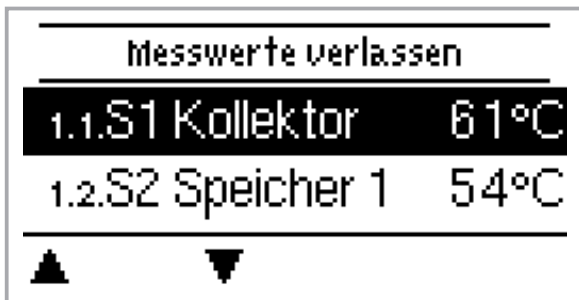 Messwerte verlassen
1.1.S1 Kollektor 61°C
1.2.S2 Speicher 1 54°C